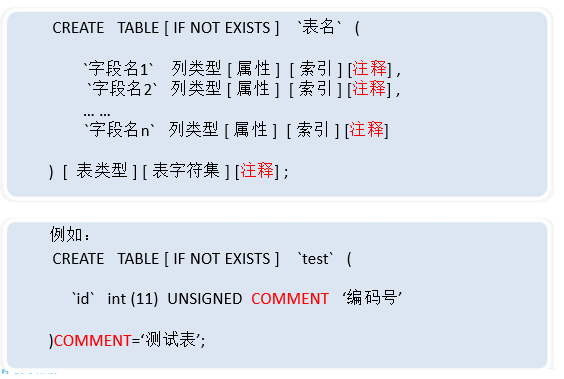 CREATE TABLE [ IF NOT EXISTS ] `表名` (
`字段名1` 列类型 [ 属性 ] [ 索引 ] [注释] ,
`字段名2` 列类型 [ 属性 ] [ 索引 ] [注释] ,
... ...
`字段名n` 列类型 [ 属性 ] [ 索引 ] [注释]
) [ 表类型 ] [ 表字符集 ] [注释] ;
例如：
CREATE TABLE [ IF NOT EXISTS ] `test` (
`id` int (11) UNSIGNED COMMENT ‘编码号’
)COMMENT=‘测试表’;